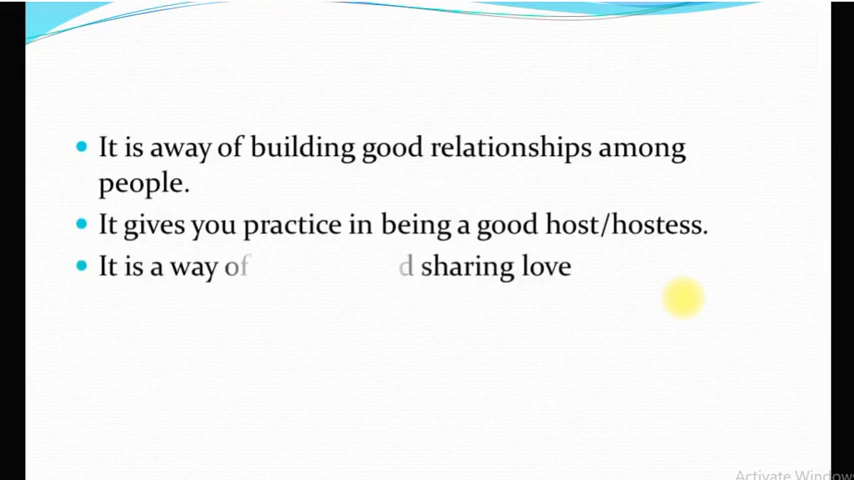 It is away of building good relationships among
people.
It gives you practice in being a good host/hostess.
It is a way of sharing love
Activate Windows